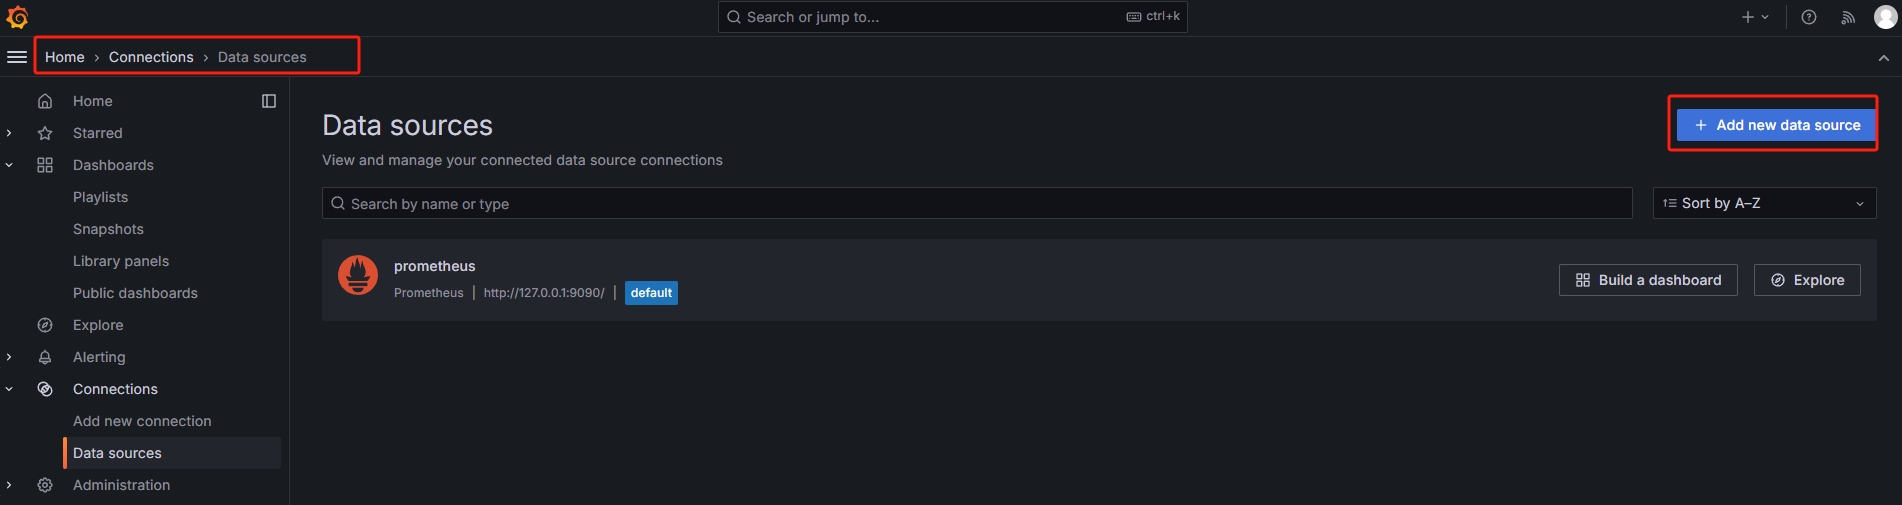 Search or jump to...
ctrl+k
Home › Connections › Data sources
Home
Starred
Dashboards
Playlists
Snapshots
Library panels
Public dashboards
Explore
Alerting
Connections
Add new connection
Data sources
Administration
Data sources
+ Add new data source
View and manage your connected data source connections
Search by name or type
Sort by A–Z
prometheus
Prometheus | http://127.0.0.1:9090/ | default
Build a dashboard
Explore